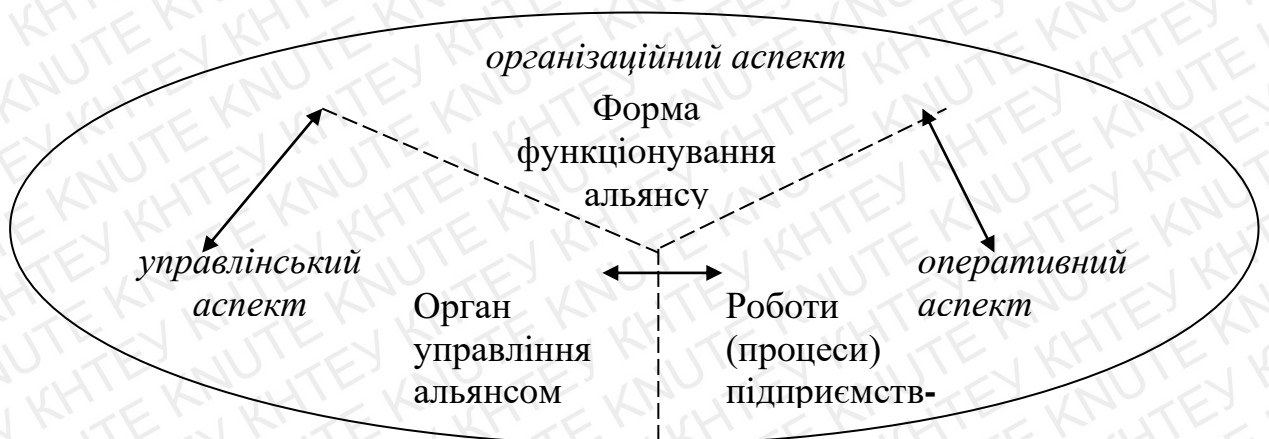 організаційний аспект
Форма
функціонування
альянсу
управлінський
аспект
оперативний
аспект
Орган
управління
альянсом
Роботи
(процеси)
підприємств-